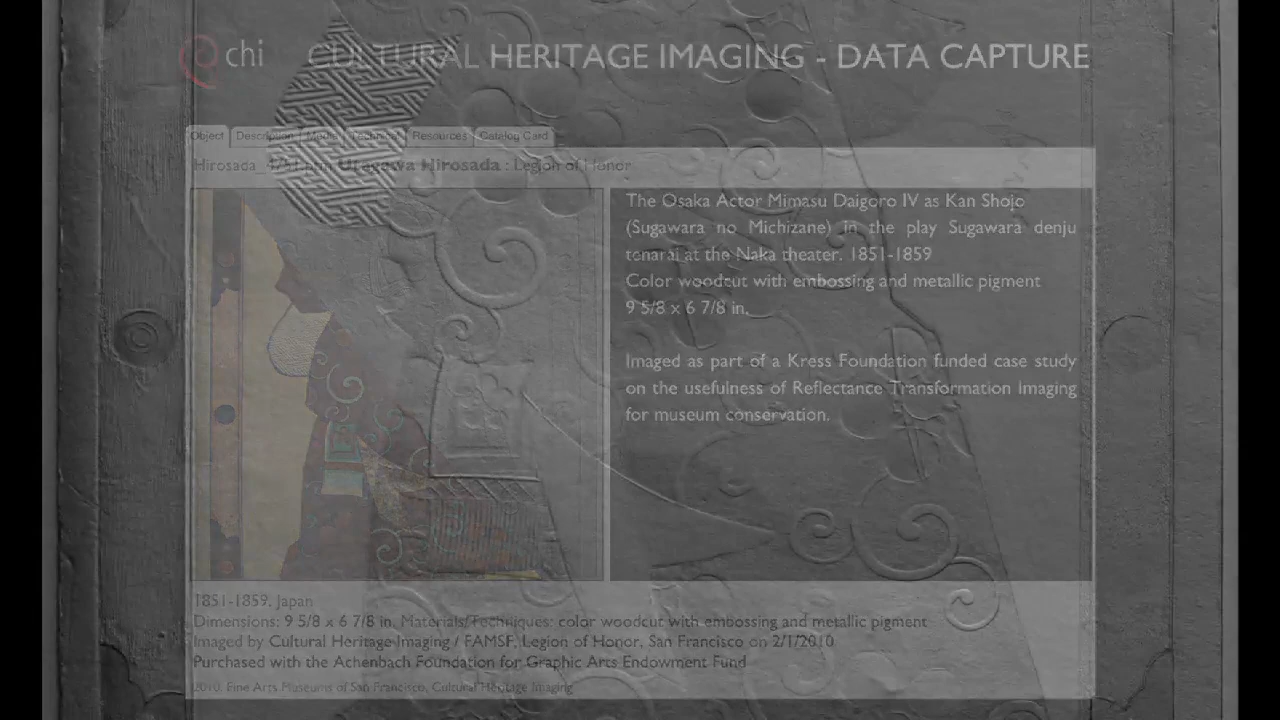 chi
CULTURAL HERITAGE IMAGING - DATA CAPTURE
Object Description Media Technical Resources Catalog Card
Utagawa Hirosada : Legion of Honor
The Osaka Actor Mimasu Daigoro IV as Kan Shojo
(Sugawara no Michizane) in the play Sugawara denju
tenarai at the Naka theater. 1851-1859
Color woodcut with embossing and metallic pigment
9 5/8 x 6 7/8 in.
Imaged as part of a Kress Foundation funded case study
on the usefulness of Reflectance Transformation Imaging
for museum conservation.
1851-1859, Japan
Dimensions: 9 5/8 x 6 7/8 in. Materials/Techniques: color woodcut with embossing and metallic pigment
Imaged by Cultural Heritage Imaging / FAMSF, Legion of Honor, San Francisco on 2/1/2010
Purchased with the Achenbach Foundation for Graphic Arts Endowment Fund
2010. Fine Arts Museums of San Francisco, Cultural Heritage Imaging